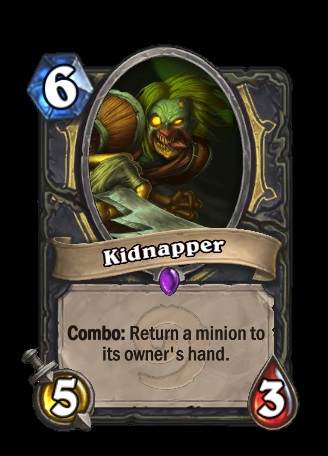 6
Kidnapper
Combo: Return a minion to
its owner's hand.
5
3